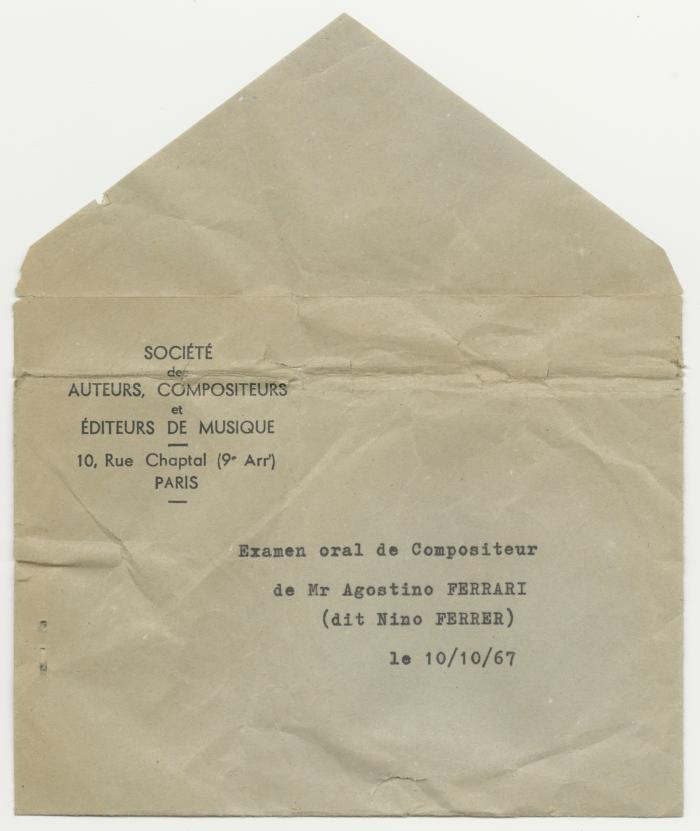 SOCIÉTÉ
des
AUTEURS, COMPOSITEURS
et
ÉDITEURS DE MUSIQUE
10, Rue Chaptal (9e Arrt)
PARIS
Examen oral de Compositeur
de Mr Agostino FERRARI
(dit Nino FERRER)
le 10/10/67